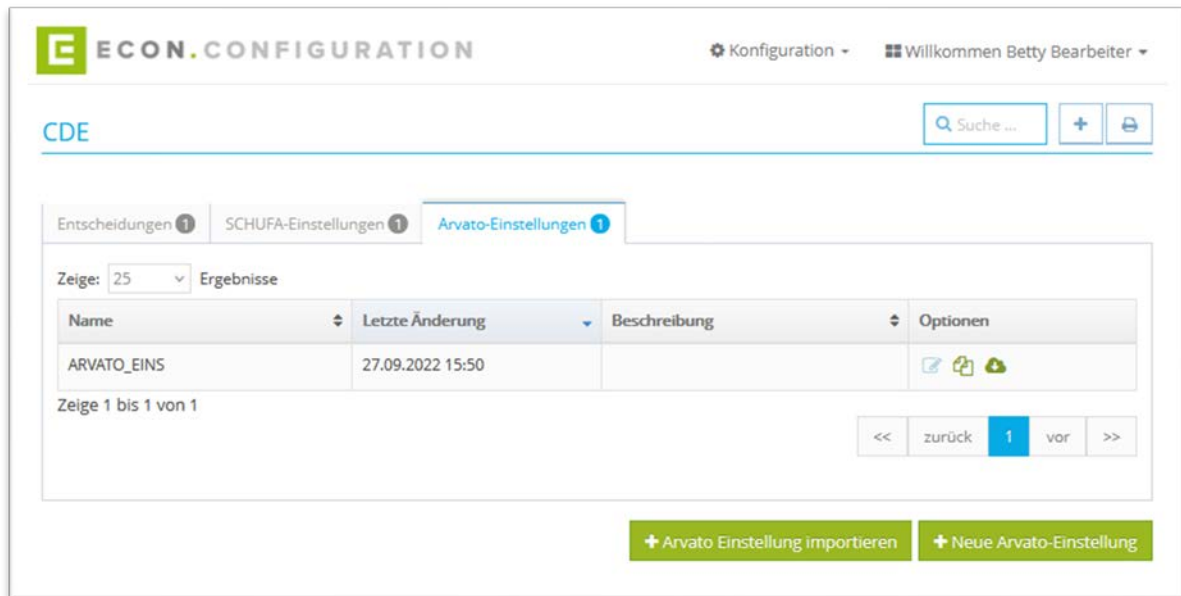 E ECON.CONFIGURATION Konfiguration Willkommen Betty Bearbeiter
CDE Suche ...
Entscheidungen 1 SCHUFA-Einstellungen 1 Arvato-Einstellungen 1
Zeige: 25 Ergebnisse
Name Letzte Änderung Beschreibung Optionen
ARVATO_EINS 27.09.2022 15:50
Zeige 1 bis 1 von 1
<< zurück 1 vor >>
+ Arvato Einstellung importieren + Neue Arvato-Einstellung